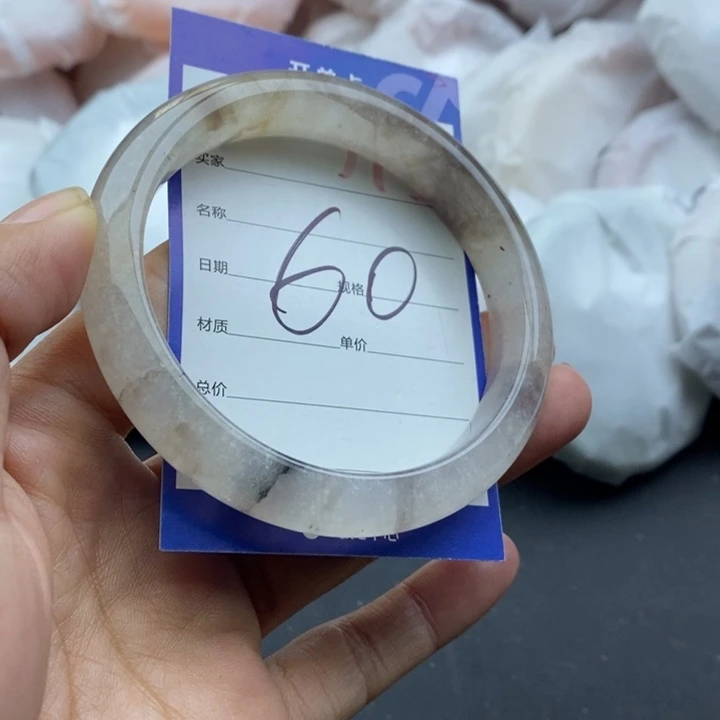 买家
名称
日期 60 规格
材质 单价
总价